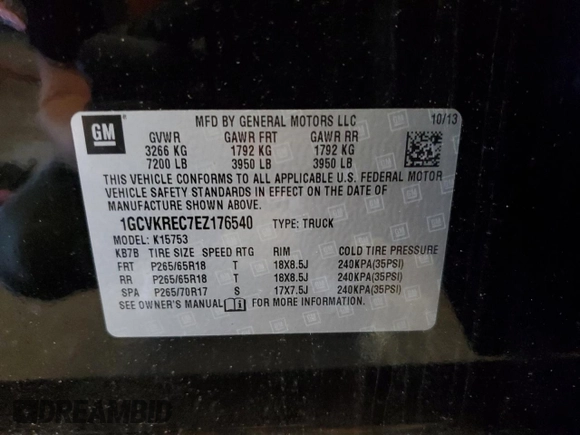 GM
MFD BY GENERAL MOTORS LLC 10/13
GVWR GAWR FRT GAWR RR
3266 KG 1792 KG 1792 KG
7200 LB 3950 LB 3950 LB
THIS VEHICLE CONFORMS TO ALL APPLICABLE U.S. FEDERAL MOTOR
VEHICLE SAFETY STANDARDS IN EFFECT ON THE DATE OF
MANUFACTURE SHOWN ABOVE.
1GCVKREC7EZ176540 TYPE: TRUCK
MODEL: K15753
KB7B TIRE SIZE SPEED RTG RIM COLD TIRE PRESSURE
FRT P265/65R18 T 18X8.5J 240KPA(35PSI)
RR P265/65R18 T 18X8.5J 240KPA(35PSI)
SPA P265/70R17 S 17X7.5J 240KPA(35PSI)
SEE OWNER'S MANUAL FOR MORE INFORMATION.
DREAMBID